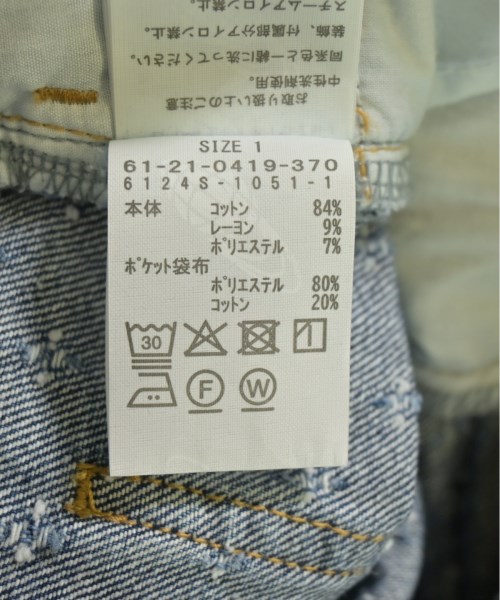 お取り扱い上のご注意
中性洗剤使用。
同系色と一緒に洗ってください。
装飾、付属部分アイロン禁止。
スチームアイロン禁止。
SIZE 1
61-21-0419-370
6124S-1051-1
本体 コットン 84%
レーヨン 9%
ポリエステル 7%
ポケット袋布
ポリエステル 80%
コットン 20%
30
F W